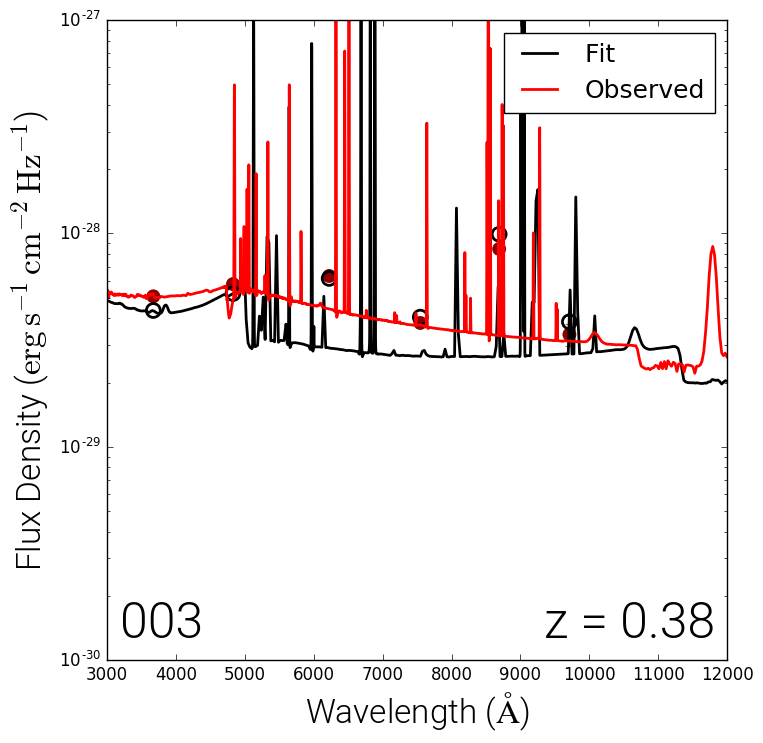 10⁻²⁷
Fit
Observed
10⁻²⁸
Flux Density (erg s⁻¹ cm⁻² Hz⁻¹)
10⁻²⁹
003
z = 0.38
10⁻³⁰
3000 4000 5000 6000 7000 8000 9000 10000 11000 12000
Wavelength (Å)